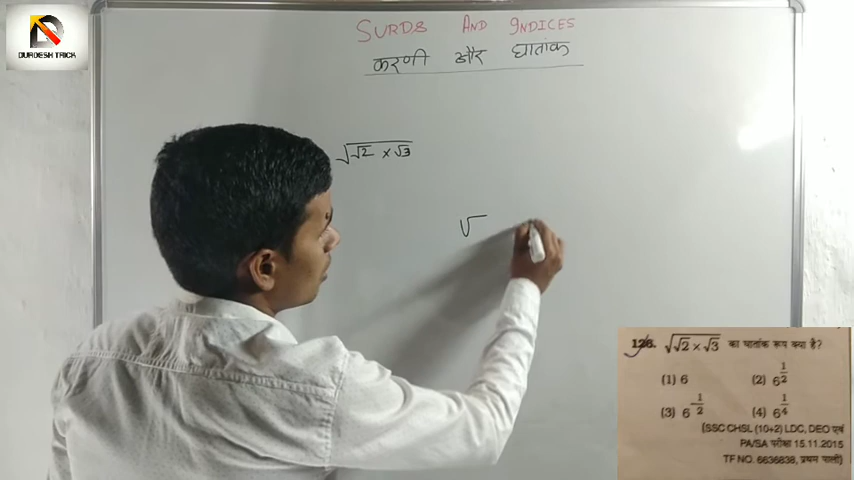 DURGESH TRICK
SURDS AND INDICES
करणी और घातांक
√√2 × √3
√
126. √√2 × √3 का घातांक रूप क्या है?
(1) 6 (2) 6^1/2
(3) 6^-1/2 (4) 6^1/4
(SSC CHSL (10+2) LDC, DEO एवं
PA/SA परीक्षा 15.11.2015
TF NO. 6636838, प्रथम पाली)